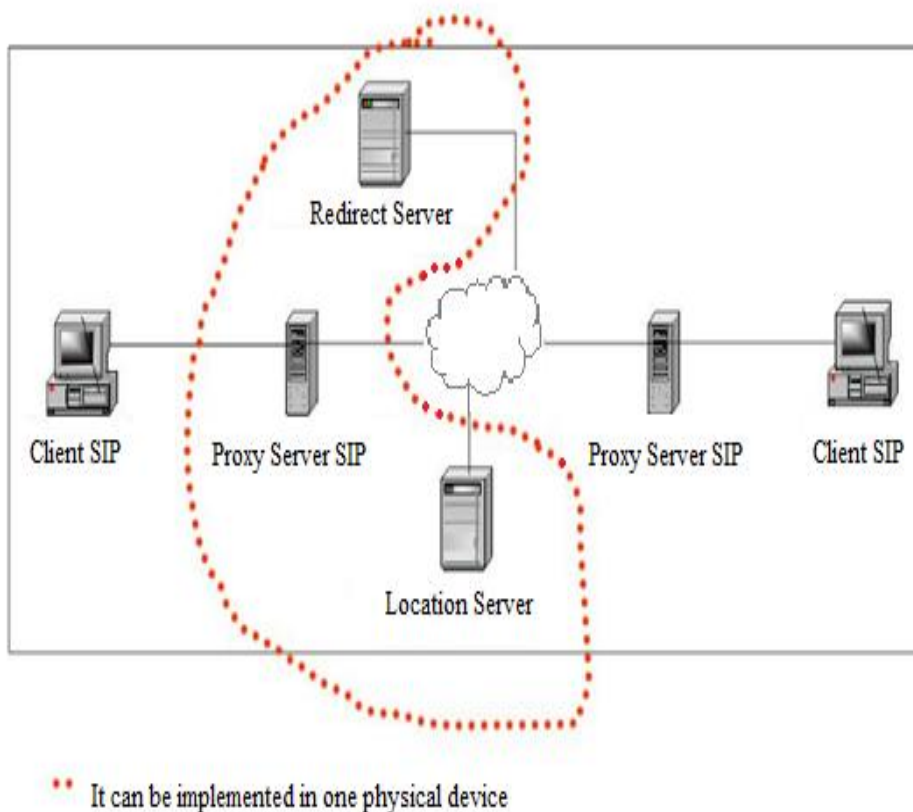 Redirect Server
Client SIP
Proxy Server SIP
Proxy Server SIP
Client SIP
Location Server
It can be implemented in one physical device